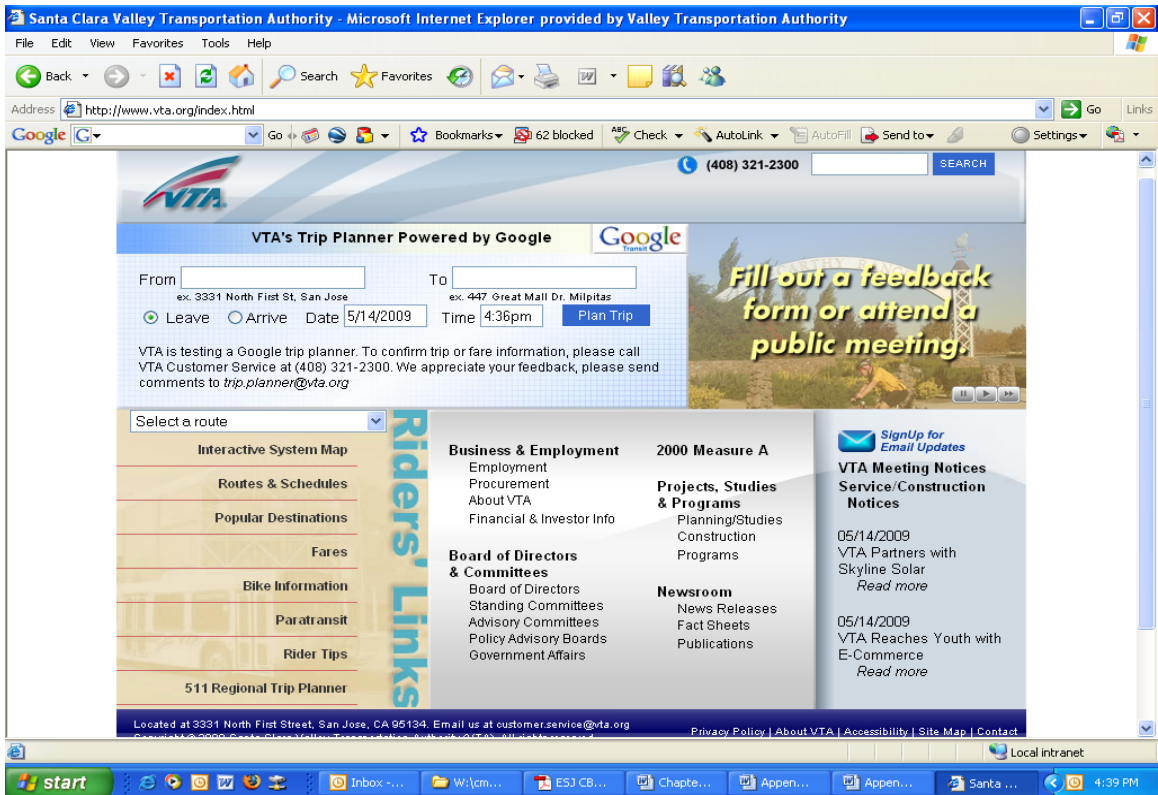 Santa Clara Valley Transportation Authority - Microsoft Internet Explorer provided by Valley Transportation Authority
File Edit View Favorites Tools Help
Back Search Favorites
Address http://www.vta.org/index.html Go Links
Google G Go Bookmarks 62 blocked ABC Check AutoLink AutoFill Send to Settings
VTA (408) 321-2300 SEARCH
VTA's Trip Planner Powered by Google Google Transit
From To
ex. 3331 North First St, San Jose ex. 447 Great Mall Dr. Milpitas
Leave Arrive Date 5/14/2009 Time 4:36pm Plan Trip
VTA is testing a Google trip planner. To confirm trip or fare information, please call
VTA Customer Service at (408) 321-2300. We appreciate your feedback, please send
comments to trip.planner@vta.org
Fill out a feedback
form or attend a
public meeting.
Select a route
Interactive System Map
Routes & Schedules
Popular Destinations
Fares
Bike Information
Paratransit
Rider Tips
511 Regional Trip Planner
Riders' Links
Business & Employment
Employment
Procurement
About VTA
Financial & Investor Info
Board of Directors
& Committees
Board of Directors
Standing Committees
Advisory Committees
Policy Advisory Boards
Government Affairs
2000 Measure A
Projects, Studies
& Programs
Planning/Studies
Construction
Programs
Newsroom
News Releases
Fact Sheets
Publications
SignUp for
Email Updates
VTA Meeting Notices
Service/Construction
Notices
05/14/2009
VTA Partners with
Skyline Solar
Read more
05/14/2009
VTA Reaches Youth with
E-Commerce
Read more
Located at 3331 North First Street, San Jose, CA 95134. Email us at customer.service@vta.org
Privacy Policy | About VTA | Accessibility | Site Map | Contact
Local intranet
start Inbox -... W:\cm... ESJ CB... Chapte... Appen... Appen... Santa ... 4:39 PM